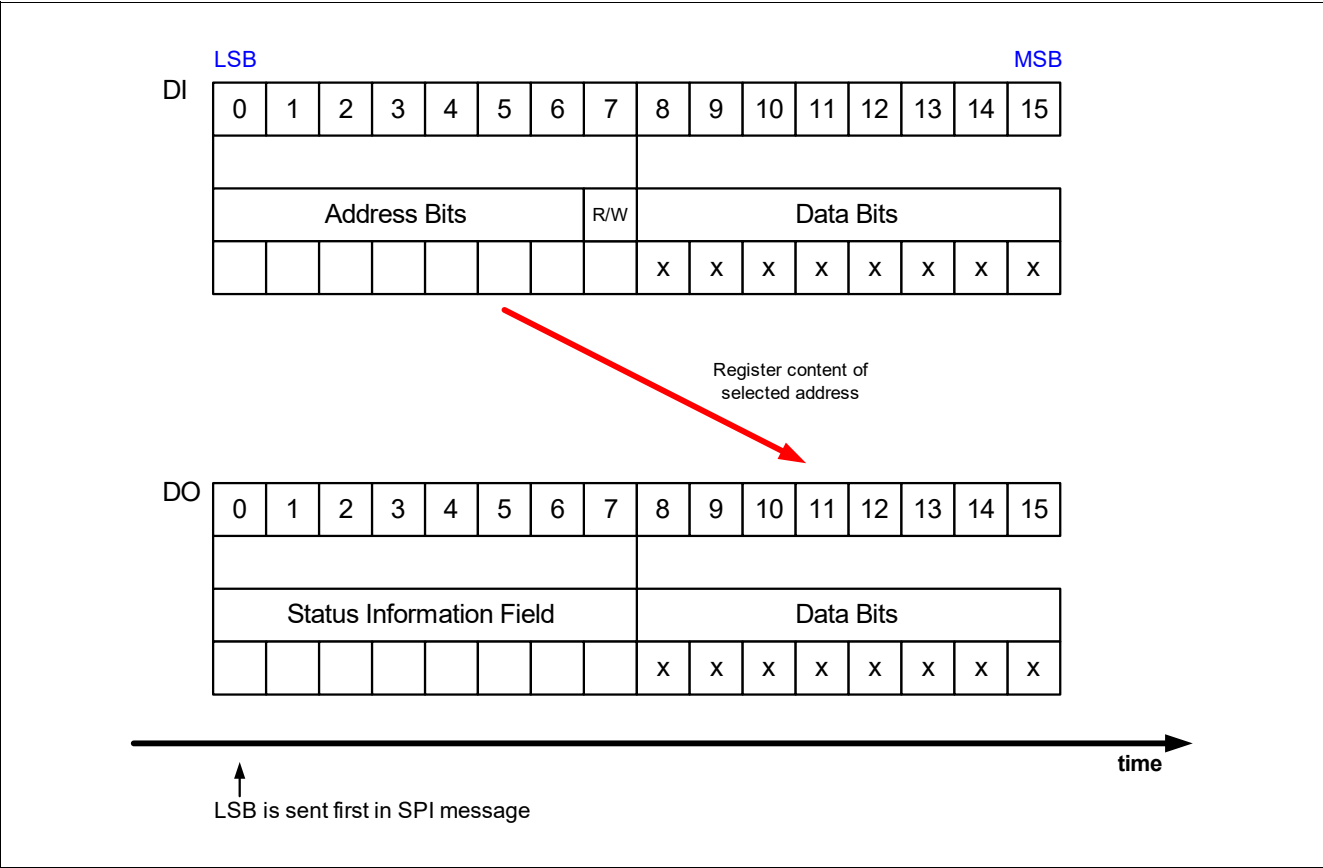 LSB MSB
DI
0 1 2 3 4 5 6 7 8 9 10 11 12 13 14 15
Address Bits R/W Data Bits
x x x x x x x x
Register content of
selected address
DO
0 1 2 3 4 5 6 7 8 9 10 11 12 13 14 15
Status Information Field Data Bits
x x x x x x x x
time
LSB is sent first in SPI message